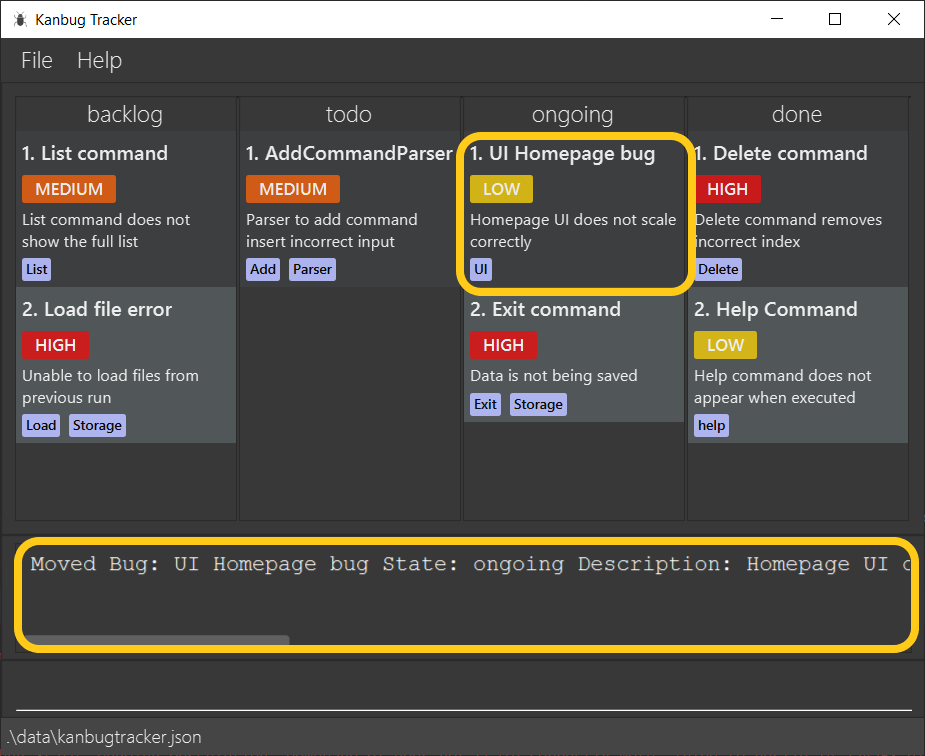 Kanbug Tracker
File Help
backlog
1. List command
MEDIUM
List command does not
show the full list
List
2. Load file error
HIGH
Unable to load files from
previous run
Load Storage
todo
1. AddCommandParser
MEDIUM
Parser to add command
insert incorrect input
Add Parser
ongoing
1. UI Homepage bug
LOW
Homepage UI does not scale
correctly
UI
2. Exit command
HIGH
Data is not being saved
Exit Storage
done
1. Delete command
HIGH
Delete command removes
incorrect index
Delete
2. Help Command
LOW
Help command does not
appear when executed
help
Moved Bug: UI Homepage bug State: ongoing Description: Homepage UI
.\data\kanbugtracker.json